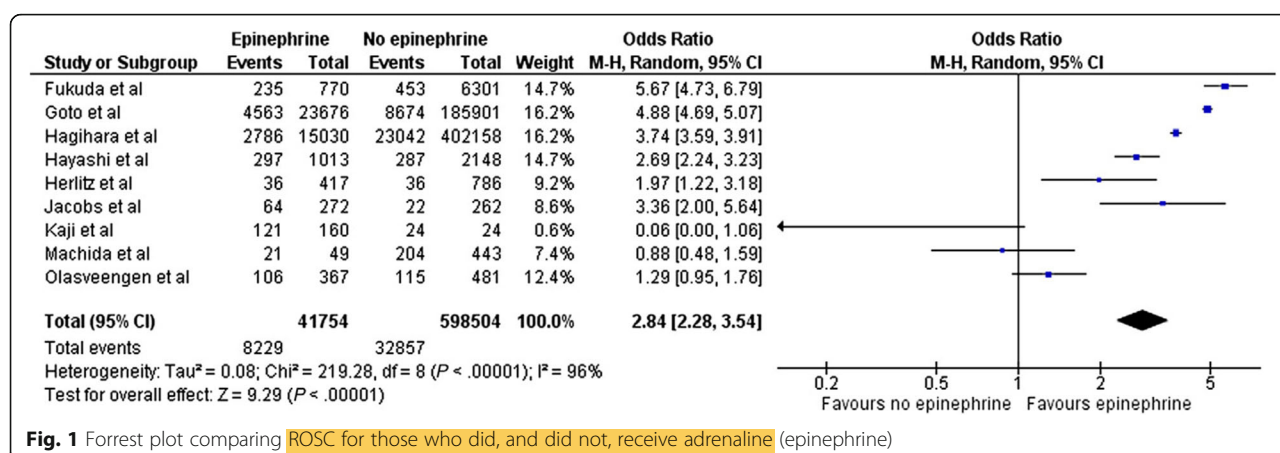 Epinephrine No epinephrine Odds Ratio Odds Ratio
Study or Subgroup Events Total Events Total Weight M-H, Random, 95% CI M-H, Random, 95% CI
Fukuda et al 235 770 453 6301 14.7% 5.67 [4.73, 6.79]
Goto et al 4563 23676 8674 185901 16.2% 4.88 [4.69, 5.07]
Hagihara et al 2786 15030 23042 402158 16.2% 3.74 [3.59, 3.91]
Hayashi et al 297 1013 287 2148 14.7% 2.69 [2.24, 3.23]
Herlitz et al 36 417 36 786 9.2% 1.97 [1.22, 3.18]
Jacobs et al 64 272 22 262 8.6% 3.36 [2.00, 5.64]
Kaji et al 121 160 24 24 0.6% 0.06 [0.00, 1.06]
Machida et al 21 49 204 443 7.4% 0.88 [0.48, 1.59]
Olasveengen et al 106 367 115 481 12.4% 1.29 [0.95, 1.76]
Total (95% CI) 41754 598504 100.0% 2.84 [2.28, 3.54]
Total events 8229 32857
Heterogeneity: Tau² = 0.08; Chi² = 219.28, df = 8 (P < .00001); I² = 96%
Test for overall effect: Z = 9.29 (P < .00001)
0.2 0.5 1 2 5
Favours no epinephrine Favours epinephrine
Fig. 1 Forrest plot comparing ROSC for those who did, and did not, receive adrenaline (epinephrine)